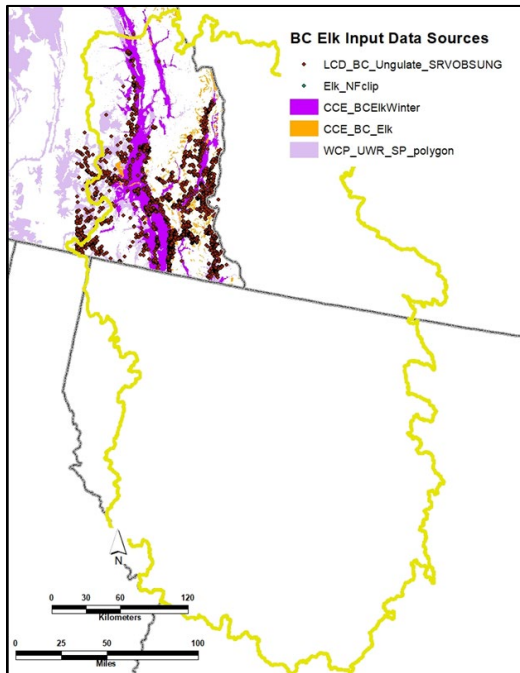 BC Elk Input Data Sources
LCD_BC_Ungulate_SRVOBSUNG
Elk_NFclip
CCE_BCElkWinter
CCE_BC_Elk
WCP_UWR_SP_polygon
N
0 30 60 120
Kilometers
0 25 50 100
Miles